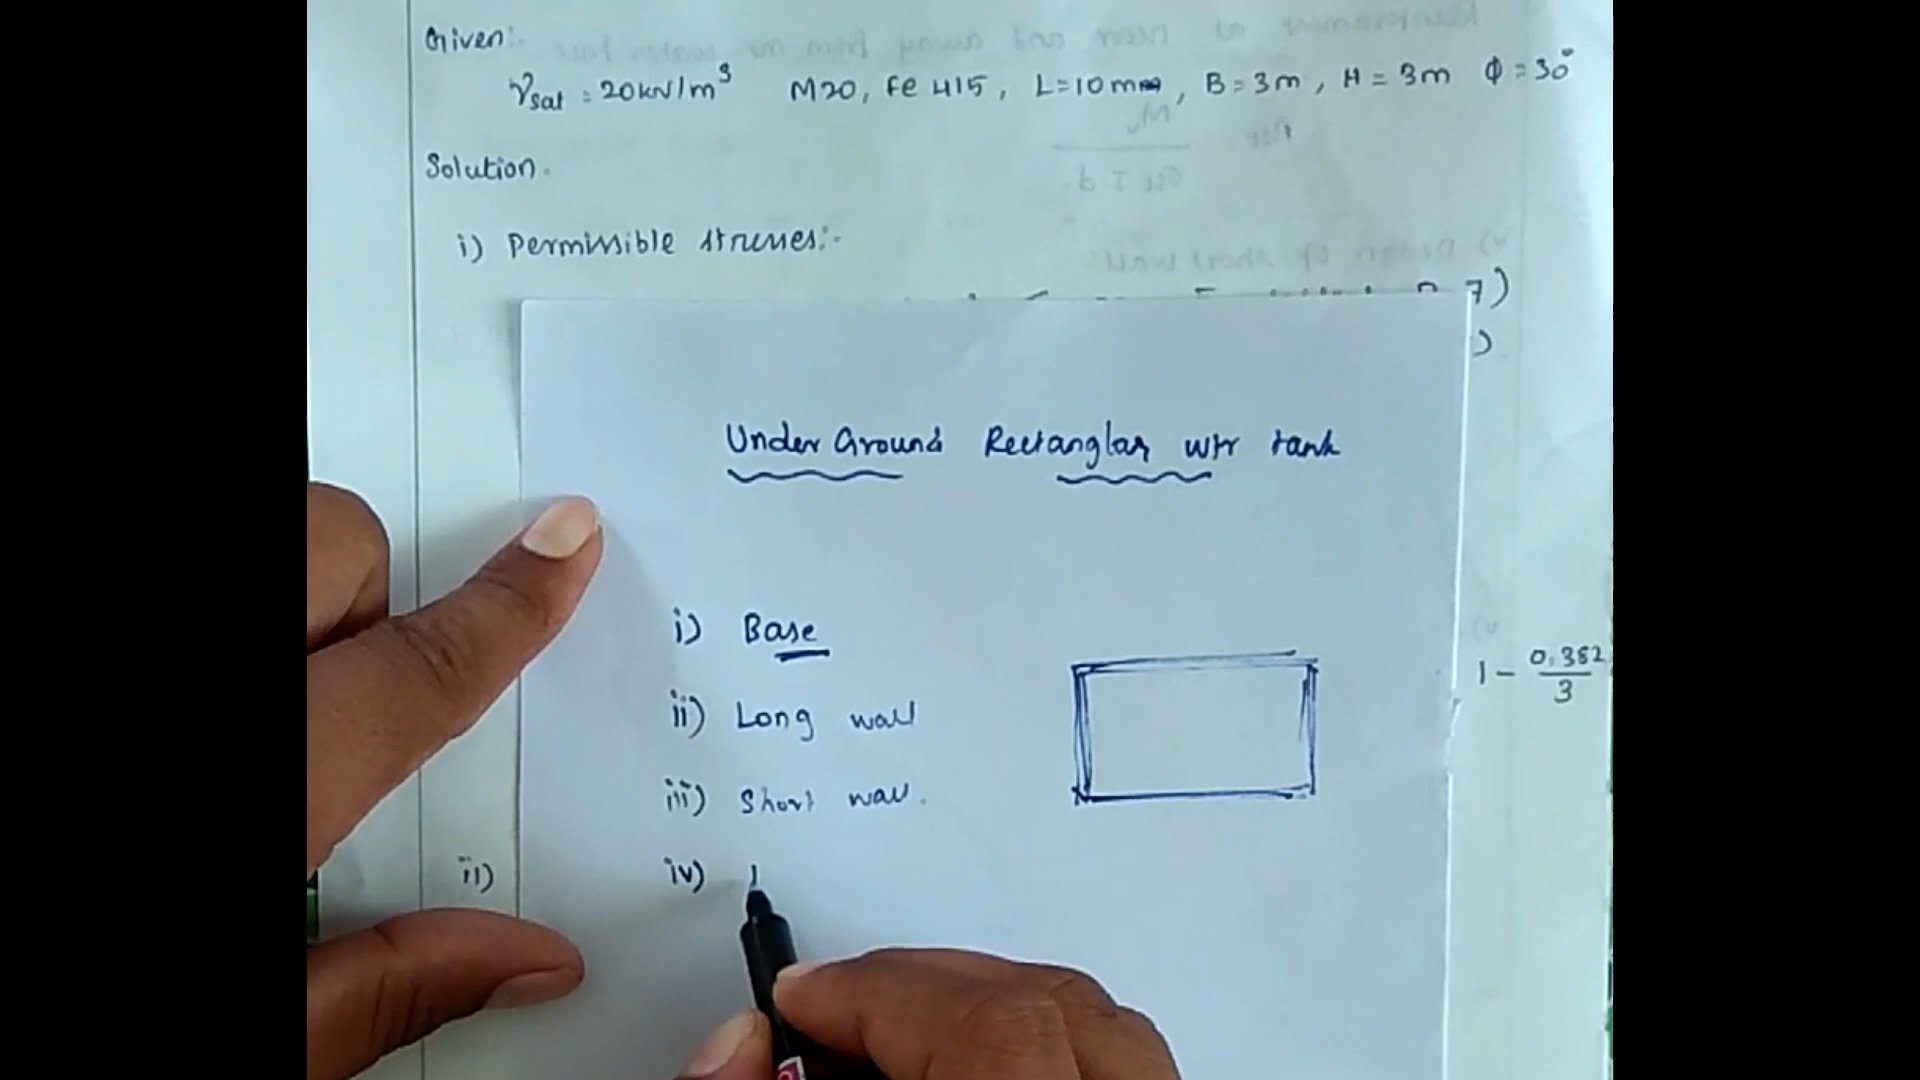 Given:-
γsat = 20kN/m³ M20, Fe 415, L=10m, B=3m, H=3m Φ=30°
Solution.
i) Permissible stresses:-
7)
Under Ground Rectanglar wtr tank
i) Base
ii) Long wall
1 - 0.382/3
iii) Short wall.
ii)
iv)